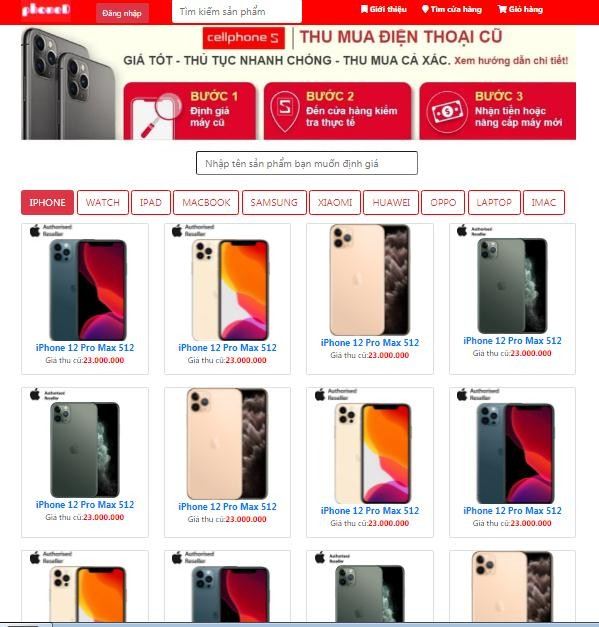 phoneD Đăng nhập Tìm kiếm sản phẩm Giới thiệu Tìm cửa hàng Giỏ hàng
cellphoneS THU MUA ĐIỆN THOẠI CŨ
GIÁ TỐT - THỦ TỤC NHANH CHÓNG - THU MUA CẢ XÁC. Xem hướng dẫn chi tiết!
BƯỚC 1
Định giá
máy cũ
BƯỚC 2
Đến cửa hàng kiểm
tra thực tế
BƯỚC 3
Nhận tiền hoặc
nâng cấp máy mới
Nhập tên sản phẩm bạn muốn định giá
IPHONE WATCH IPAD MACBOOK SAMSUNG XIAOMI HUAWEI OPPO LAPTOP IMAC
Authorised
Reseller
Authorised
Reseller
Authorised
Reseller
iPhone 12 Pro Max 512
Giá thu cũ:23.000.000
iPhone 12 Pro Max 512
Giá thu cũ:23.000.000
iPhone 12 Pro Max 512
Giá thu cũ:23.000.000
iPhone 12 Pro Max 512
Giá thu cũ:23.000.000
Authorised
Reseller
Authorised
Reseller
Authorised
Reseller
iPhone 12 Pro Max 512
Giá thu cũ:23.000.000
iPhone 12 Pro Max 512
Giá thu cũ:23.000.000
iPhone 12 Pro Max 512
Giá thu cũ:23.000.000
iPhone 12 Pro Max 512
Giá thu cũ:23.000.000
Authorised
Reseller
Authorised
Reseller
Authorised
Reseller